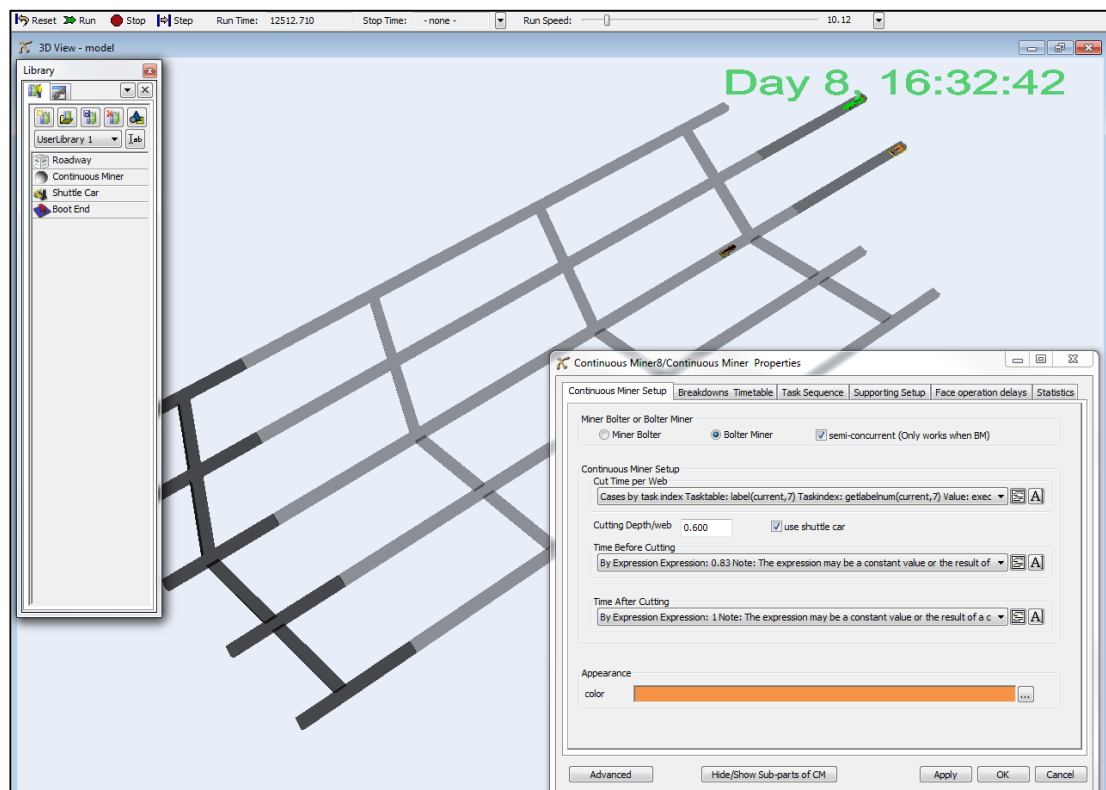 Reset Run Stop Step Run Time: 12512.710 Stop Time: - none - Run Speed: 10.12
3D View - model
Day 8, 16:32:42
Library
UserLibrary 1
Roadway
Continuous Miner
Shuttle Car
Boot End
Continuous Miner8/Continuous Miner Properties
Continuous Miner Setup Breakdowns Timetable Task Sequence Supporting Setup Face operation delays Statistics
Miner Bolter or Bolter Miner
Miner Bolter Bolter Miner semi-concurrent (Only works when BM)
Continuous Miner Setup
Cut Time per Web
Cases by task index Tasktable: label(current,7) Taskindex: getlabelnum(current,7) Value: exec
Cutting Depth/web 0.600 use shuttle car
Time Before Cutting
By Expression Expression: 0.83 Note: The expression may be a constant value or the result of
Time After Cutting
By Expression Expression: 1 Note: The expression may be a constant value or the result of a c
Appearance
color ...
Advanced Hide/Show Sub-parts of CM Apply OK Cancel